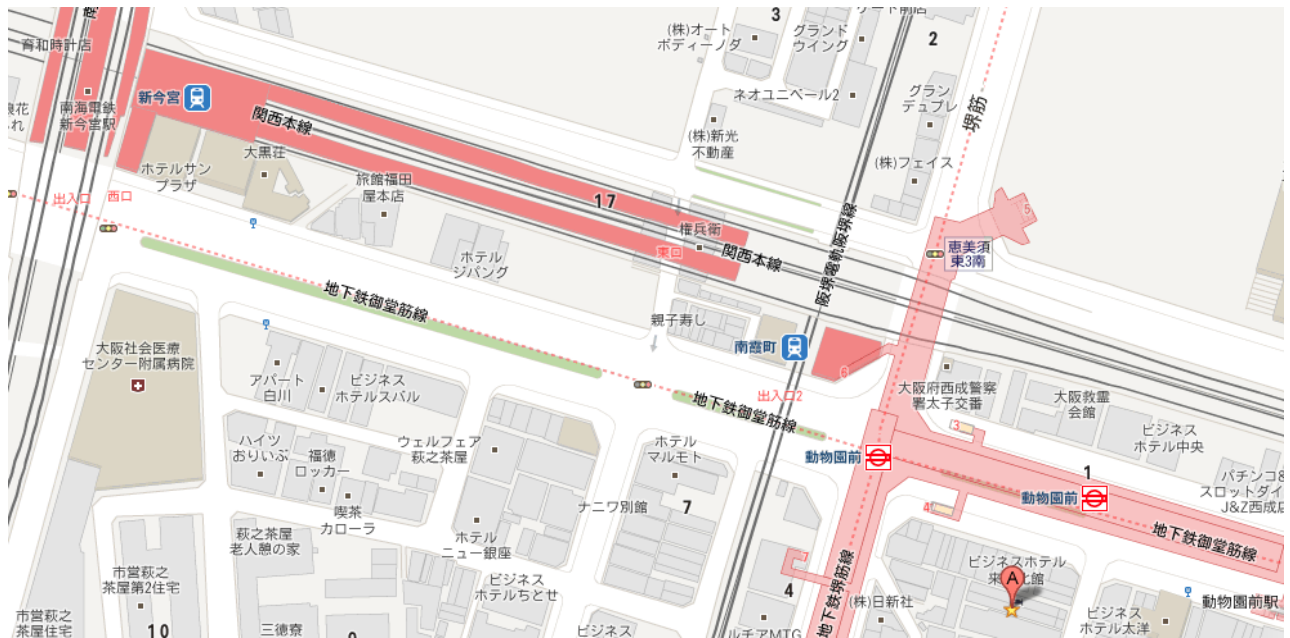 育和時計店
南海電鉄
新今宮駅
新今宮
関西本線
ホテルサン
プラザ
大黒荘
旅館福田
屋本店
出入口
西口
17
3
(株)オート
ボディーノダ
グランド
ウイング
2
ネオユニベール2
グラン
デュプレ
(株)新光
不動産
(株)フェイス
堺筋
5
恵美須
東3南
権兵衛
東口
関西本線
阪堺電軌阪堺線
ホテル
ジパング
地下鉄御堂筋線
親子寿し
南霞町
6
大阪社会医療
センター附属病院
アパート
白川
ビジネス
ホテルスバル
出入口2
地下鉄御堂筋線
大阪府西成警察
署太子交番
大阪救霊
会館
ビジネス
ホテル中央
3
ハイツ
おりいぶ
福徳
ロッカー
ウェルフェア
萩之茶屋
ホテル
マルモト
動物園前
1
動物園前
パチンコ&
スロットダイ
J&Z西成店
喫茶
カローラ
ナニワ別館
7
4
地下鉄御堂筋線
萩之茶屋
老人憩の家
ホテル
ニュー銀座
7
ビジネスホテル
A
市営萩之
茶屋第2住宅
ビジネス
ホテルちとせ
4
地下鉄堺筋線
(株)日新社
動物園前駅
市営萩之
茶屋住宅
10
三徳寮
ビジネス
ルチアMTG
ビジネス
ホテル太洋